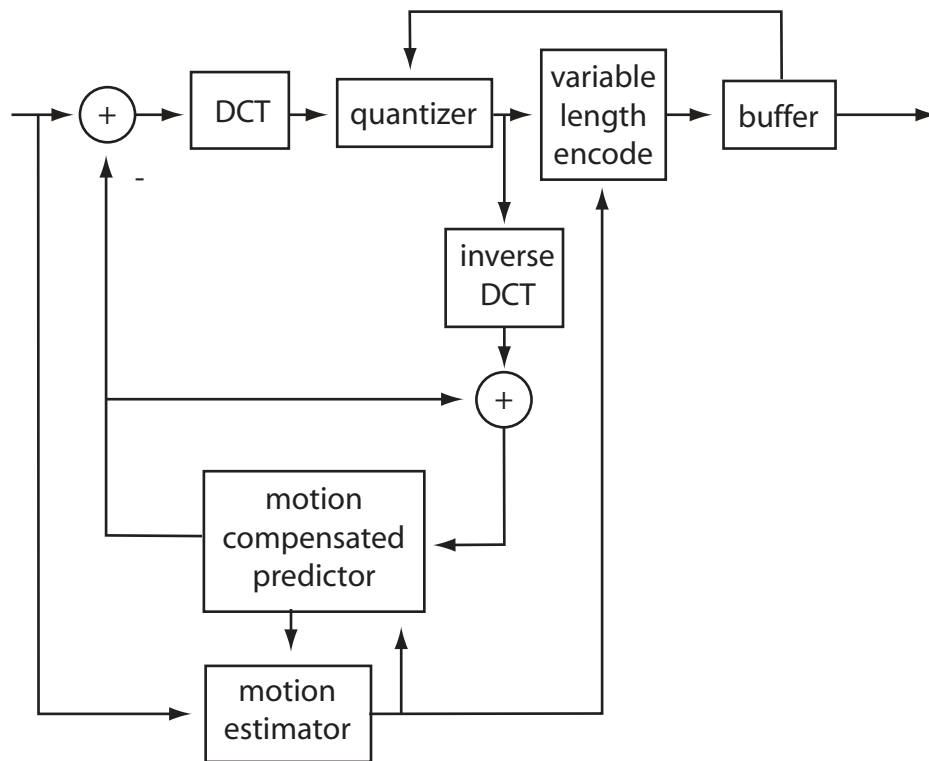 variable
length
encode
DCT
quantizer
buffer
+
-
inverse
DCT
+
motion
compensated
predictor
motion
estimator